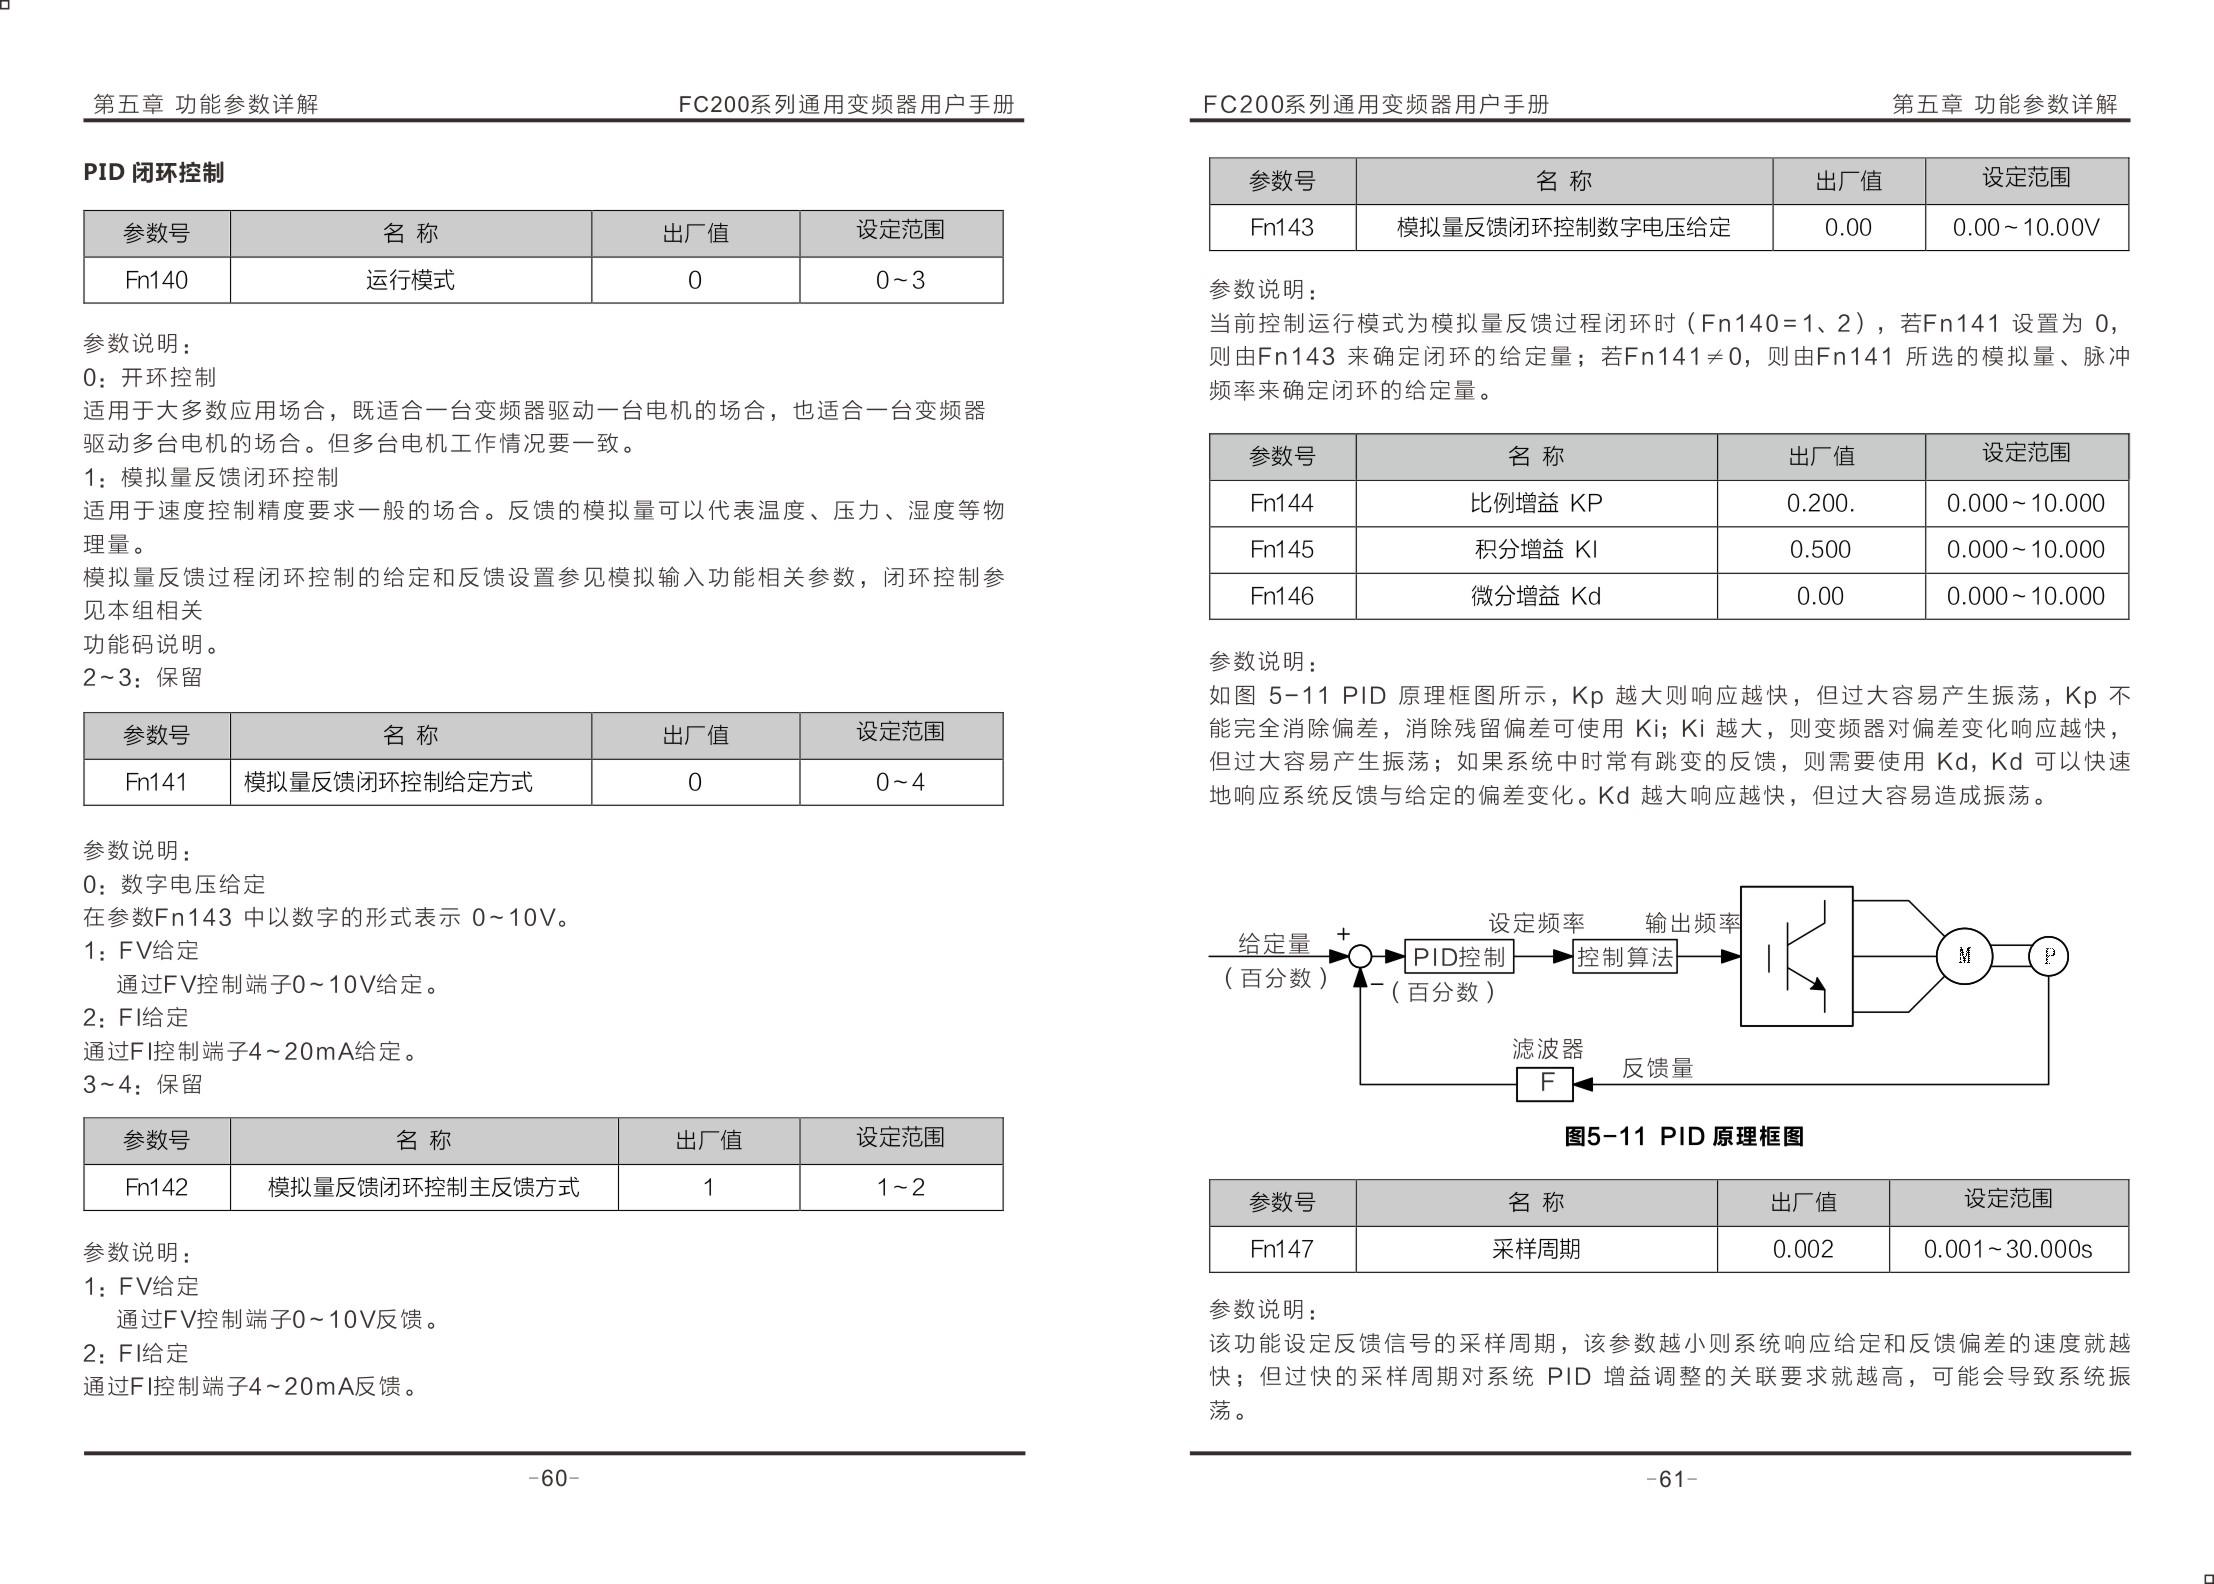 第五章 功能参数详解 FC200系列通用变频器用户手册
PID 闭环控制
参数号 名 称 出厂值 设定范围
Fn140 运行模式 0 0~3
参数说明：
0：开环控制
适用于大多数应用场合，既适合一台变频器驱动一台电机的场合，也适合一台变频器
驱动多台电机的场合。但多台电机工作情况要一致。
1：模拟量反馈闭环控制
适用于速度控制精度要求一般的场合。反馈的模拟量可以代表温度、压力、湿度等物
理量。
模拟量反馈过程闭环控制的给定和反馈设置参见模拟输入功能相关参数，闭环控制参
见本组相关
功能码说明。
2~3：保留
参数号 名 称 出厂值 设定范围
Fn141 模拟量反馈闭环控制给定方式 0 0~4
参数说明：
0：数字电压给定
在参数Fn143 中以数字的形式表示 0~10V。
1：FV给定
通过FV控制端子0~10V给定。
2：FI给定
通过FI控制端子4~20mA给定。
3~4：保留
参数号 名 称 出厂值 设定范围
Fn142 模拟量反馈闭环控制主反馈方式 1 1~2
参数说明：
1：FV给定
通过FV控制端子0~10V反馈。
2：FI给定
通过FI控制端子4~20mA反馈。
-60-
FC200系列通用变频器用户手册 第五章 功能参数详解
参数号 名 称 出厂值 设定范围
Fn143 模拟量反馈闭环控制数字电压给定 0.00 0.00~10.00V
参数说明：
当前控制运行模式为模拟量反馈过程闭环时（Fn140=1、2），若Fn141 设置为 0，
则由Fn143 来确定闭环的给定量；若Fn141≠0，则由Fn141 所选的模拟量、脉冲
频率来确定闭环的给定量。
参数号 名 称 出厂值 设定范围
Fn144 比例增益 KP 0.200. 0.000~10.000
Fn145 积分增益 KI 0.500 0.000~10.000
Fn146 微分增益 Kd 0.00 0.000~10.000
参数说明：
如图 5-11 PID 原理框图所示，Kp 越大则响应越快，但过大容易产生振荡，Kp 不
能完全消除偏差，消除残留偏差可使用 Ki；Ki 越大，则变频器对偏差变化响应越快，
但过大容易产生振荡；如果系统中时常有跳变的反馈，则需要使用 Kd，Kd 可以快速
地响应系统反馈与给定的偏差变化。Kd 越大响应越快，但过大容易造成振荡。
设定频率 输出频率
给定量 +
PID控制 控制算法 M P
（百分数） -（百分数）
滤波器
反馈量
F
图5-11 PID 原理框图
参数号 名 称 出厂值 设定范围
Fn147 采样周期 0.002 0.001~30.000s
参数说明：
该功能设定反馈信号的采样周期，该参数越小则系统响应给定和反馈偏差的速度就越
快；但过快的采样周期对系统 PID 增益调整的关联要求就越高，可能会导致系统振
荡。
-61-